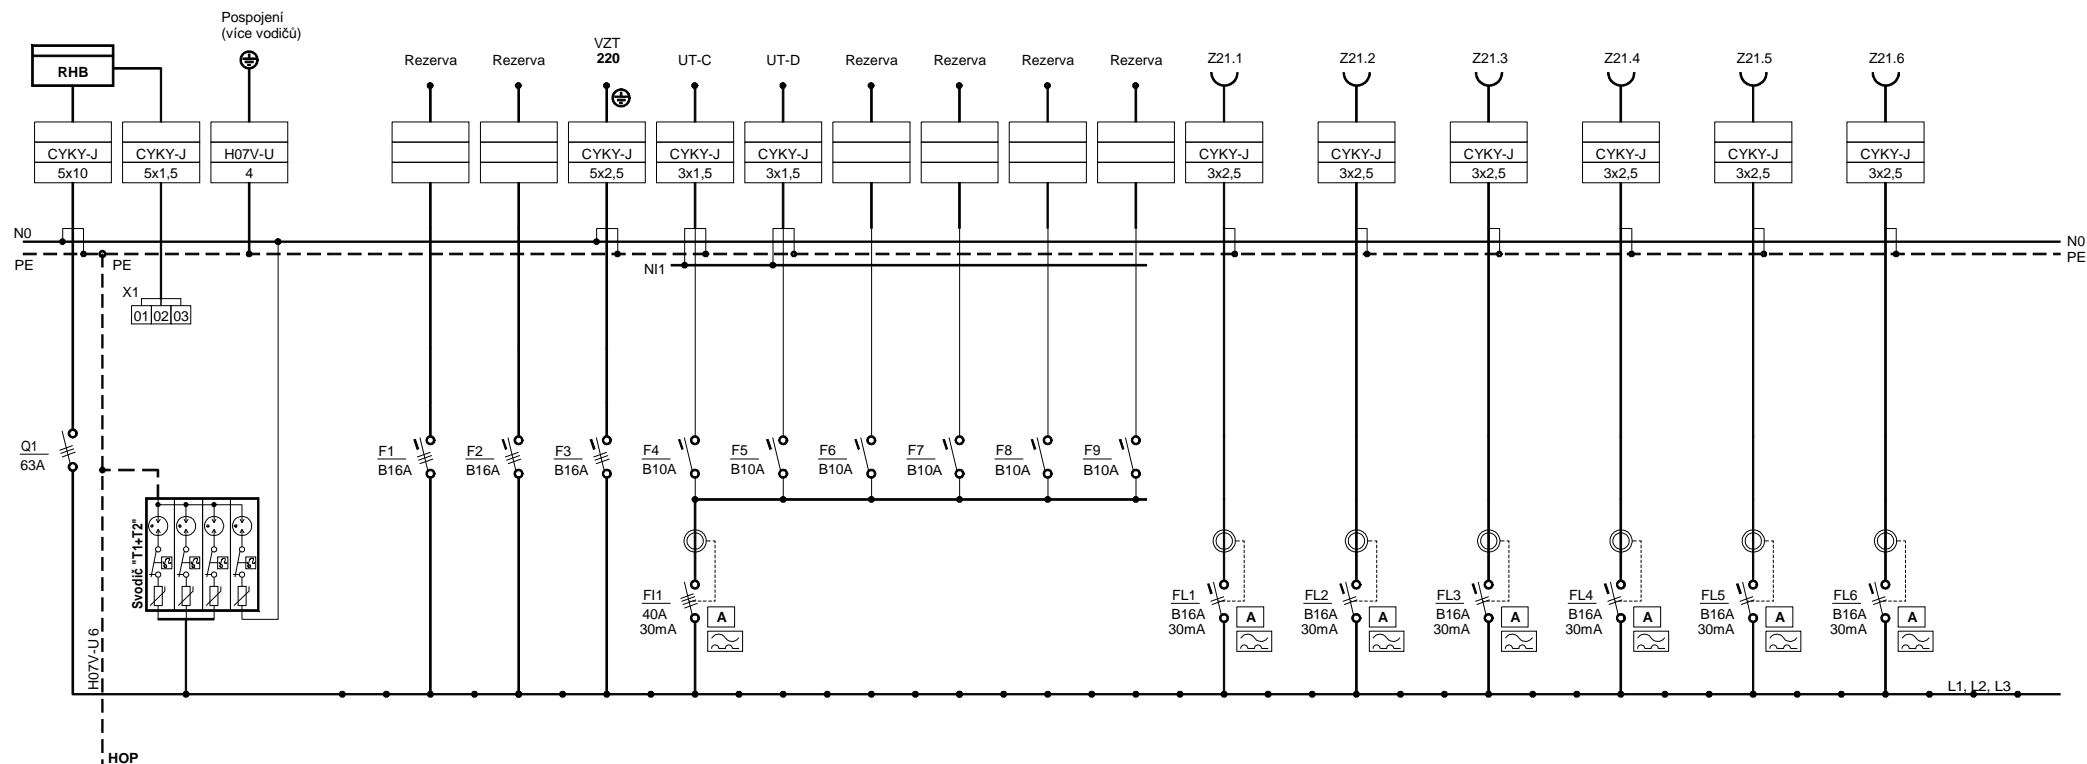 Pospojení
(více vodičů)
RHB
Rezerva
Rezerva
VZT
220
UT-C
UT-D
Rezerva
Rezerva
Rezerva
Rezerva
Z21.1
Z21.2
Z21.3
Z21.4
Z21.5
Z21.6
CYKY-J
5x10
CYKY-J
5x1,5
H07V-U
4
CYKY-J
5x2,5
CYKY-J
3x1,5
CYKY-J
3x1,5
CYKY-J
3x2,5
CYKY-J
3x2,5
CYKY-J
3x2,5
CYKY-J
3x2,5
CYKY-J
3x2,5
CYKY-J
3x2,5
N0
PE
PE
NI1
N0
PE
X1
01 02 03
Q1
63A
F1
B16A
F2
B16A
F3
B16A
F4
B10A
F5
B10A
F6
B10A
F7
B10A
F8
B10A
F9
B10A
Svodič "T1+T2"
H07V-U 6
FI1
40A
30mA
A
FL1
B16A
30mA
A
FL2
B16A
30mA
A
FL3
B16A
30mA
A
FL4
B16A
30mA
A
FL5
B16A
30mA
A
FL6
B16A
30mA
A
L1, L2, L3
HOP